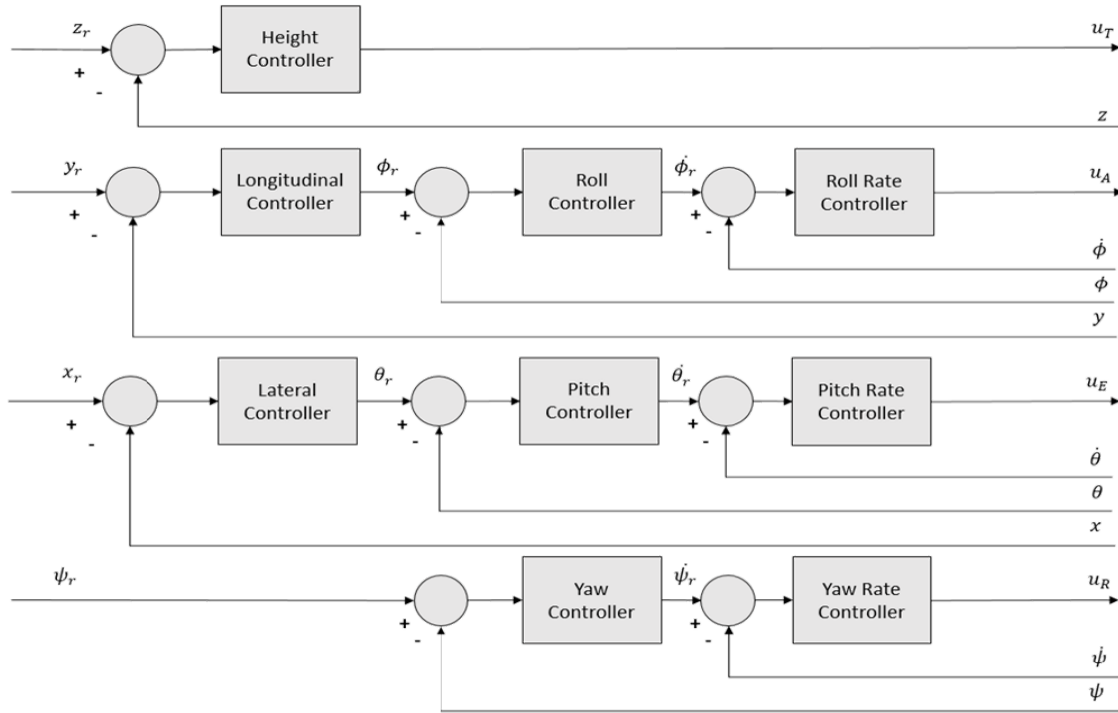 z_r
Height
Controller
u_T
+
-
z
y_r
Longitudinal
Controller
ϕ_r
Roll
Controller
ϕ̇_r
Roll Rate
Controller
u_A
+
-
+
-
+
-
ϕ̇
ϕ
y
x_r
Lateral
Controller
θ_r
Pitch
Controller
θ̇_r
Pitch Rate
Controller
u_E
+
-
+
-
+
-
θ̇
θ
x
ψ_r
Yaw
Controller
ψ̇_r
Yaw Rate
Controller
u_R
+
-
+
-
ψ̇
ψ